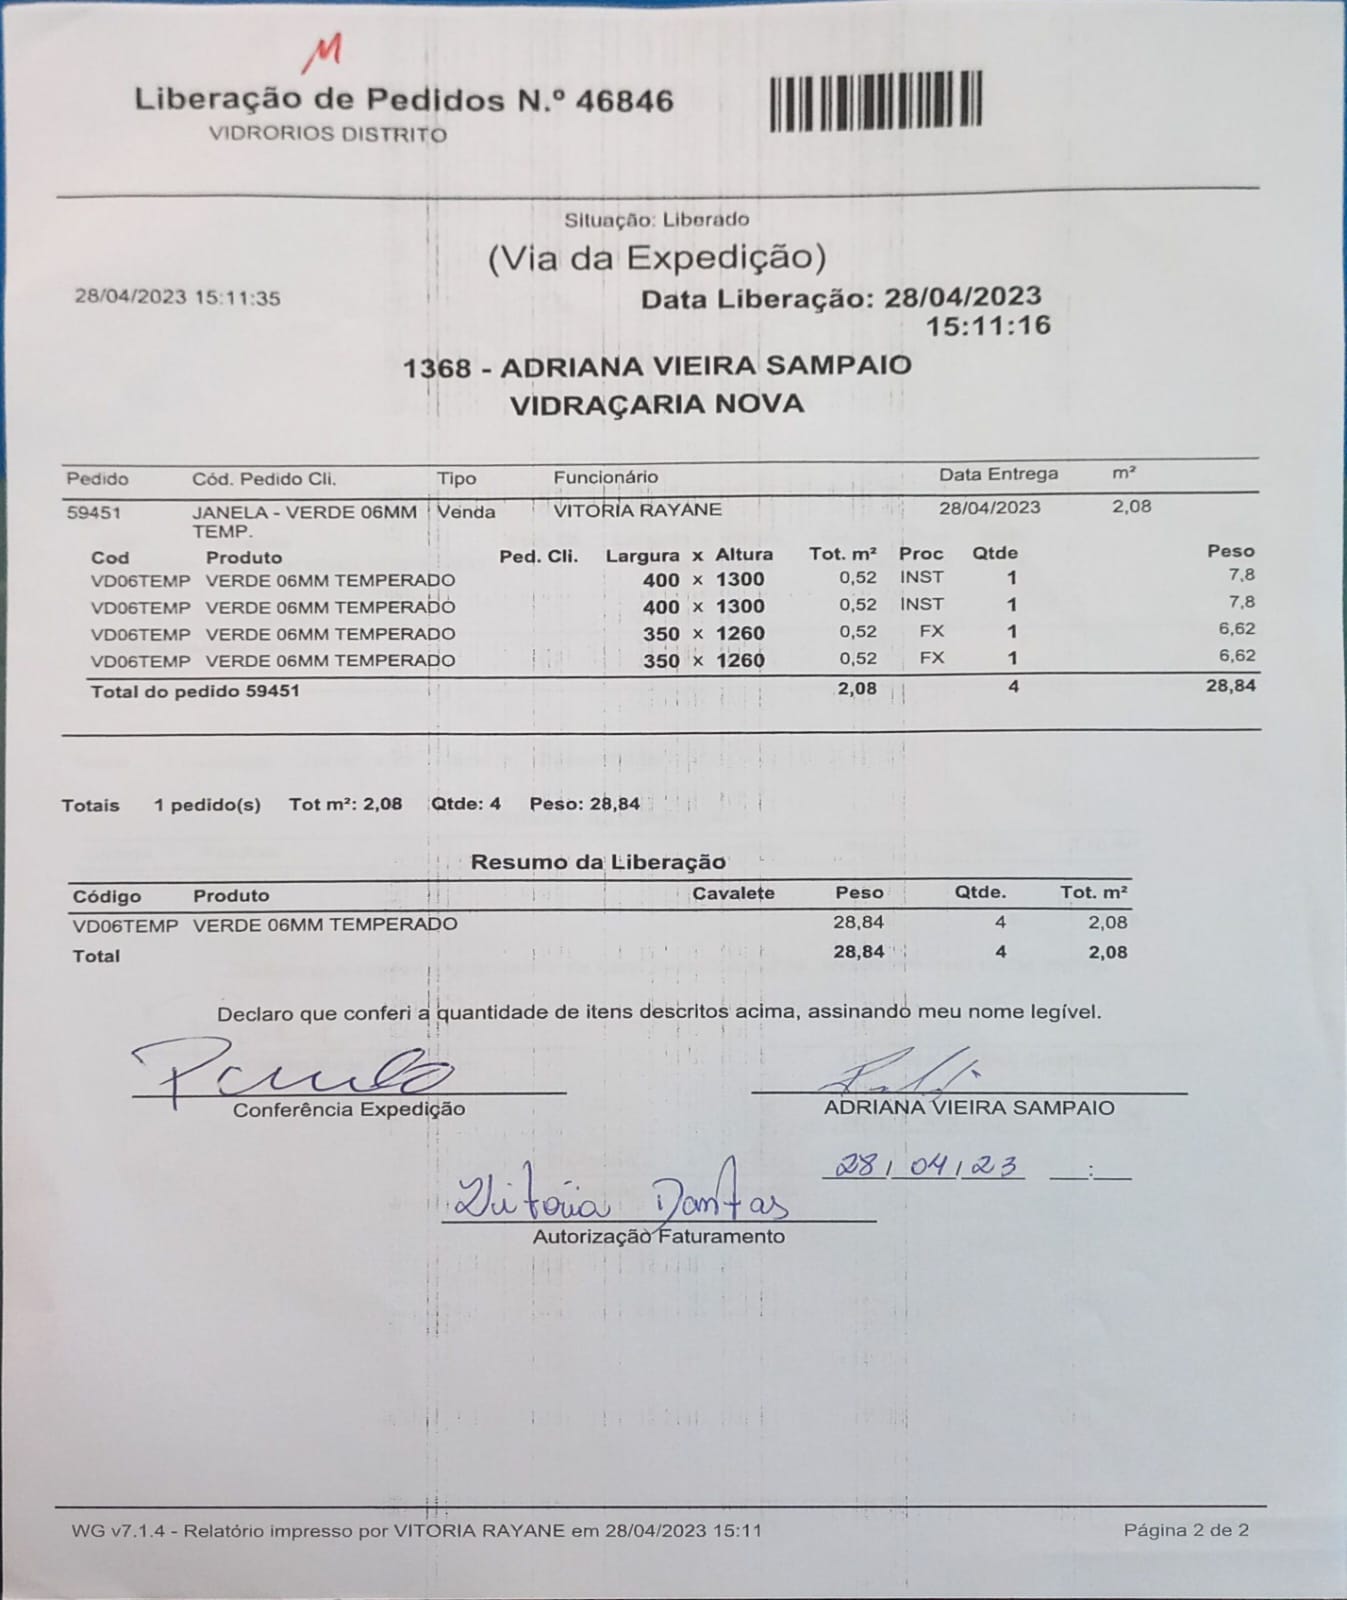 M
Liberação de Pedidos N.º 46846
VIDRORIOS DISTRITO
Situação: Liberado
(Via da Expedição)
28/04/2023 15:11:35
Data Liberação: 28/04/2023
15:11:16
1368 - ADRIANA VIEIRA SAMPAIO
VIDRAÇARIA NOVA
Pedido Cód. Pedido Cli. Tipo Funcionário Data Entrega m²
59451 JANELA - VERDE 06MM Venda VITORIA RAYANE 28/04/2023 2,08
TEMP.
Cod Produto Ped. Cli. Largura x Altura Tot. m² Proc Qtde Peso
VD06TEMP VERDE 06MM TEMPERADO 400 x 1300 0,52 INST 1 7,8
VD06TEMP VERDE 06MM TEMPERADO 400 x 1300 0,52 INST 1 7,8
VD06TEMP VERDE 06MM TEMPERADO 350 x 1260 0,52 FX 1 6,62
VD06TEMP VERDE 06MM TEMPERADO 350 x 1260 0,52 FX 1 6,62
Total do pedido 59451 2,08 4 28,84
Totais 1 pedido(s) Tot m²: 2,08 Qtde: 4 Peso: 28,84
Resumo da Liberação
Código Produto Cavalete Peso Qtde. Tot. m²
VD06TEMP VERDE 06MM TEMPERADO 28,84 4 2,08
Total 28,84 4 2,08
Declaro que conferi a quantidade de itens descritos acima, assinando meu nome legível.
Conferência Expedição
ADRIANA VIEIRA SAMPAIO
28/04/23 __:__
Vitoria Dantas
Autorização Faturamento
WG v7.1.4 - Relatório impresso por VITORIA RAYANE em 28/04/2023 15:11
Página 2 de 2